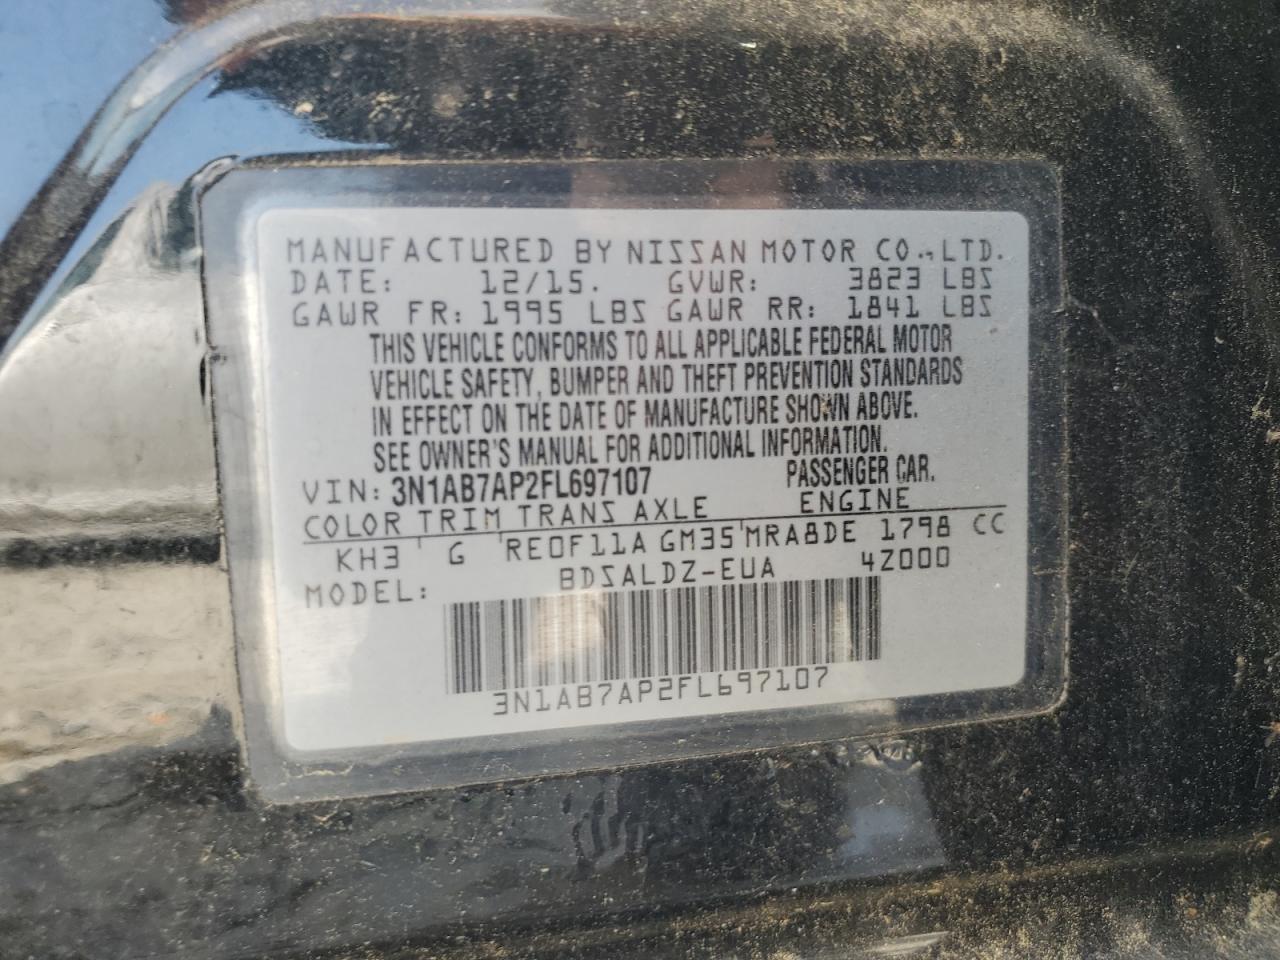 MANUFACTURED BY NISSAN MOTOR CO., LTD.
DATE: 12/15. GVWR: 3823 LBS
GAWR FR: 1995 LBS GAWR RR: 1841 LBS
THIS VEHICLE CONFORMS TO ALL APPLICABLE FEDERAL MOTOR
VEHICLE SAFETY, BUMPER AND THEFT PREVENTION STANDARDS
IN EFFECT ON THE DATE OF MANUFACTURE SHOWN ABOVE.
SEE OWNER'S MANUAL FOR ADDITIONAL INFORMATION.
VIN: 3N1AB7AP2FL697107 PASSENGER CAR.
COLOR TRIM TRANS AXLE ENGINE
KH3 ' G ' RE0F11A GM35 ' MRA8DE 1798 CC
MODEL: BDSALDZ-EUA 4Z000
3N1AB7AP2FL697107